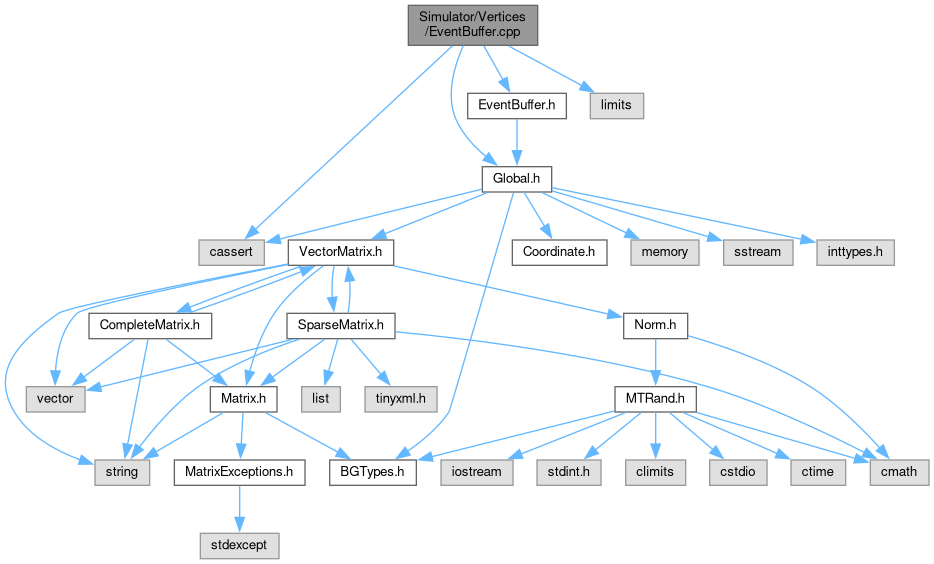 Simulator/Vertices
/EventBuffer.cpp
EventBuffer.h
limits
Global.h
cassert
VectorMatrix.h
Coordinate.h
memory
sstream
inttypes.h
CompleteMatrix.h
SparseMatrix.h
Norm.h
vector
Matrix.h
list
tinyxml.h
MTRand.h
string
MatrixExceptions.h
BGTypes.h
iostream
stdint.h
climits
cstdio
ctime
cmath
stdexcept